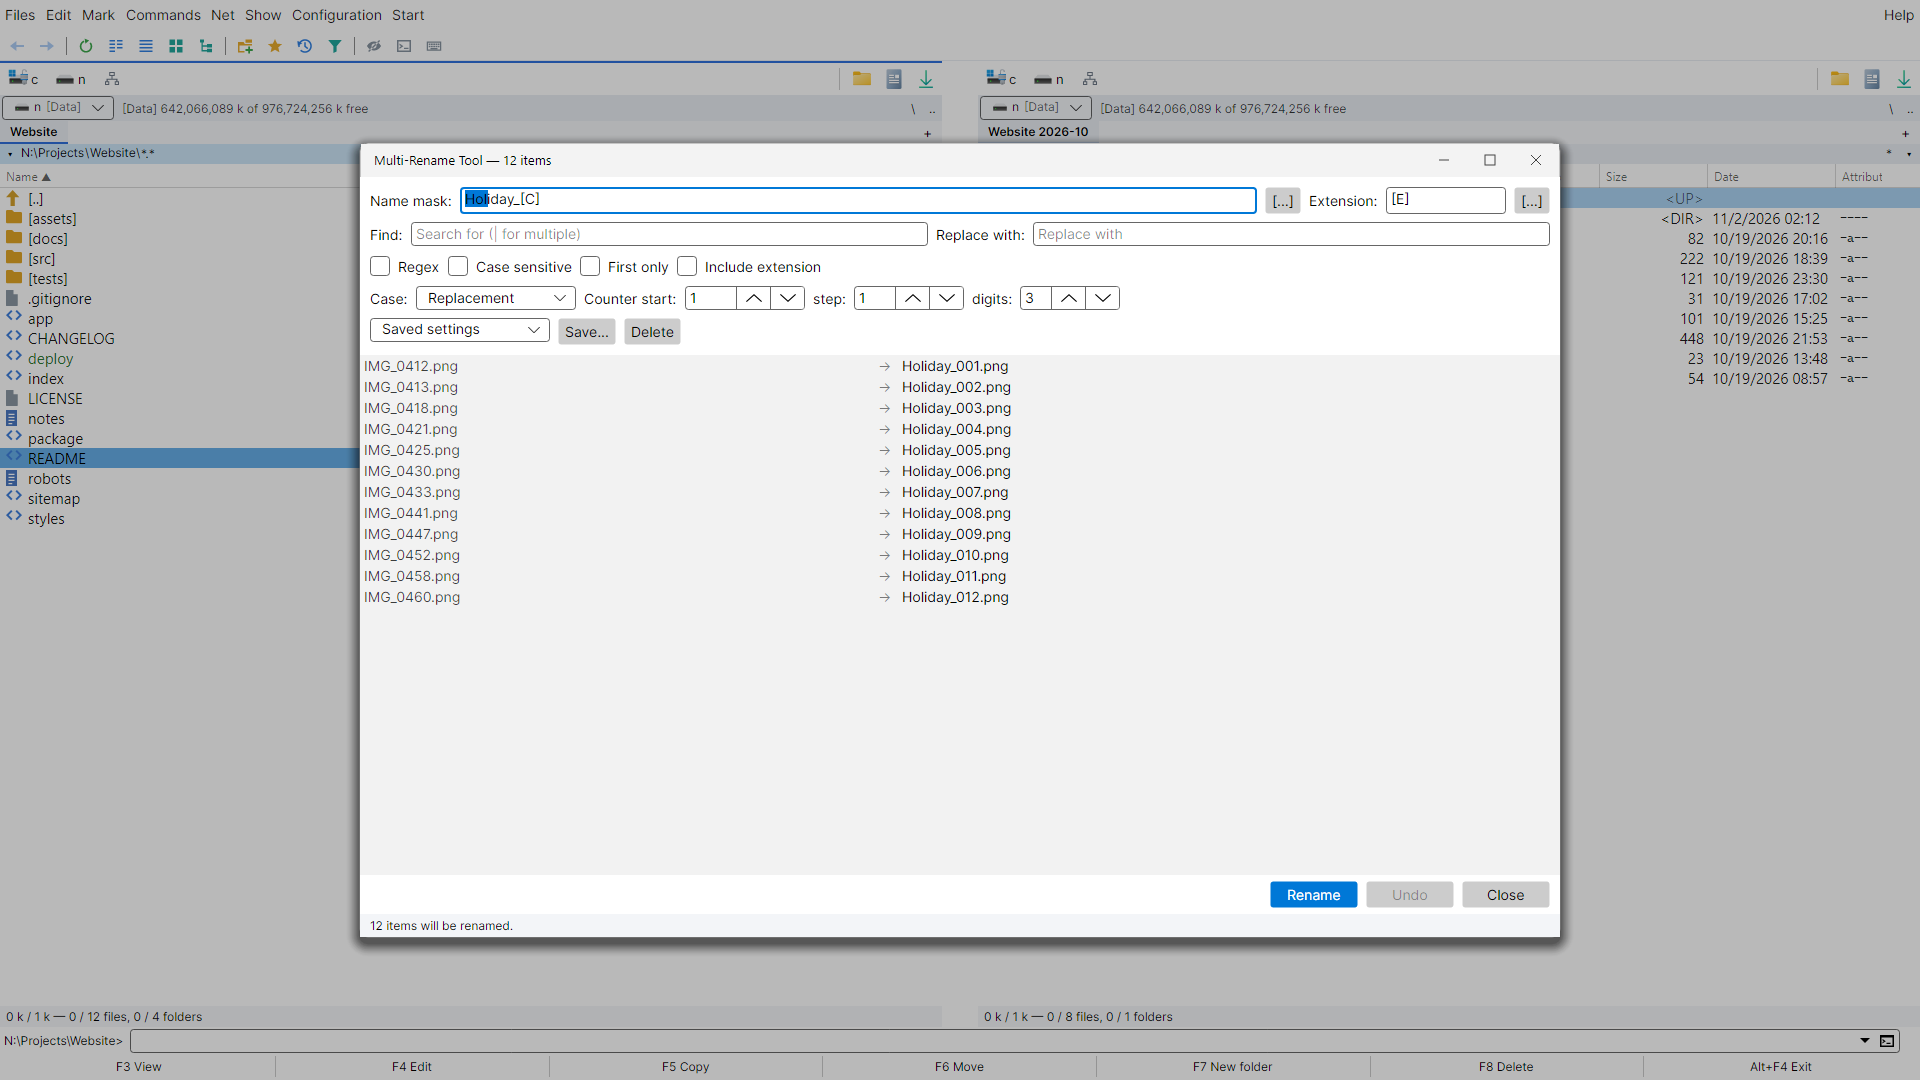 Files Edit Mark Commands Net Show Configuration Start Help
c n
c n
n [Data] [Data] 642,066,089 k of 976,724,256 k free \ ..
n [Data] [Data] 642,066,089 k of 976,724,256 k free \ ..
Website +
Website 2026-10 +
N:\Projects\Website\*.*
*
Name
Size Date Attribut
[..]
[assets]
[docs]
[src]
[tests]
.gitignore
app
CHANGELOG
deploy
index
LICENSE
notes
package
README
robots
sitemap
styles
<UP>
<DIR> 11/2/2026 02:12 ----
82 10/19/2026 20:16 -a--
222 10/19/2026 18:39 -a--
121 10/19/2026 23:30 -a--
31 10/19/2026 17:02 -a--
101 10/19/2026 15:25 -a--
448 10/19/2026 21:53 -a--
23 10/19/2026 13:48 -a--
54 10/19/2026 08:57 -a--
Multi-Rename Tool — 12 items
Name mask: Holiday_[C] [...] Extension: [E] [...]
Find: Search for (| for multiple) Replace with: Replace with
Regex Case sensitive First only Include extension
Case: Replacement Counter start: 1 step: 1 digits: 3
Saved settings Save... Delete
IMG_0412.png → Holiday_001.png
IMG_0413.png → Holiday_002.png
IMG_0418.png → Holiday_003.png
IMG_0421.png → Holiday_004.png
IMG_0425.png → Holiday_005.png
IMG_0430.png → Holiday_006.png
IMG_0433.png → Holiday_007.png
IMG_0441.png → Holiday_008.png
IMG_0447.png → Holiday_009.png
IMG_0452.png → Holiday_010.png
IMG_0458.png → Holiday_011.png
IMG_0460.png → Holiday_012.png
Rename Undo Close
12 items will be renamed.
0 k / 1 k — 0 / 12 files, 0 / 4 folders
0 k / 1 k — 0 / 8 files, 0 / 1 folders
N:\Projects\Website>
F3 View F4 Edit F5 Copy F6 Move F7 New folder F8 Delete Alt+F4 Exit